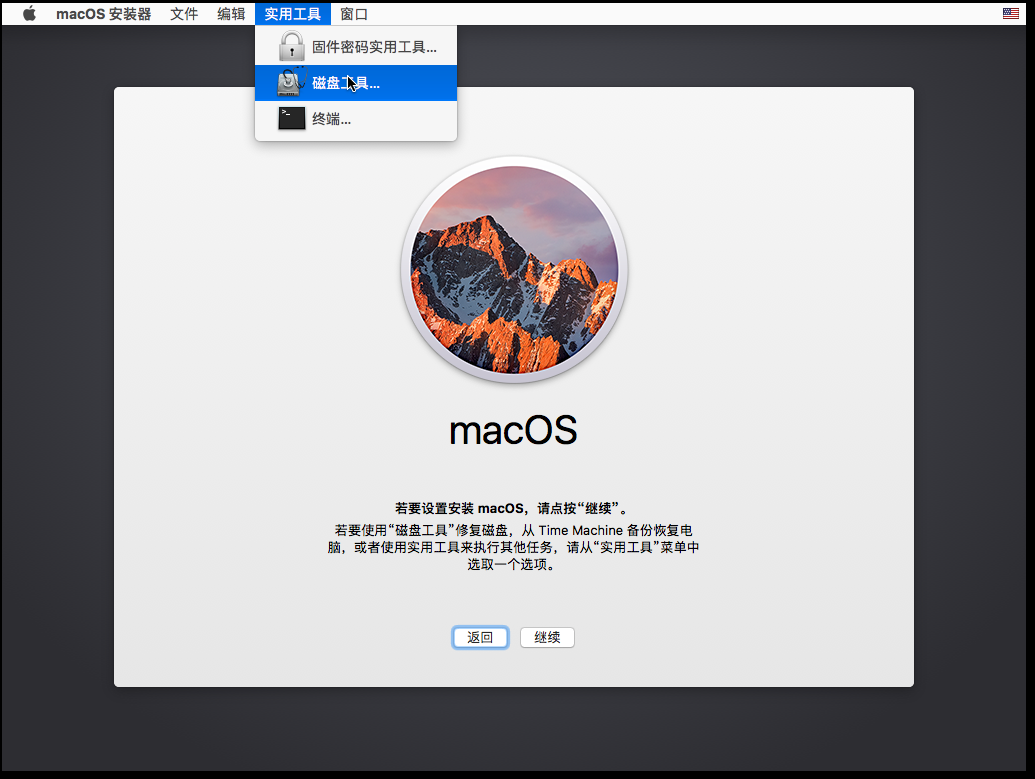 macOS 安装器 文件 编辑 实用工具 窗口
固件密码实用工具...
磁盘工具...
>_
终端...
macOS
若要设置安装 macOS，请点按“继续”。
若要使用“磁盘工具”修复磁盘，从 Time Machine 备份恢复电
脑，或者使用实用工具来执行其他任务，请从“实用工具”菜单中
选取一个选项。
返回 继续